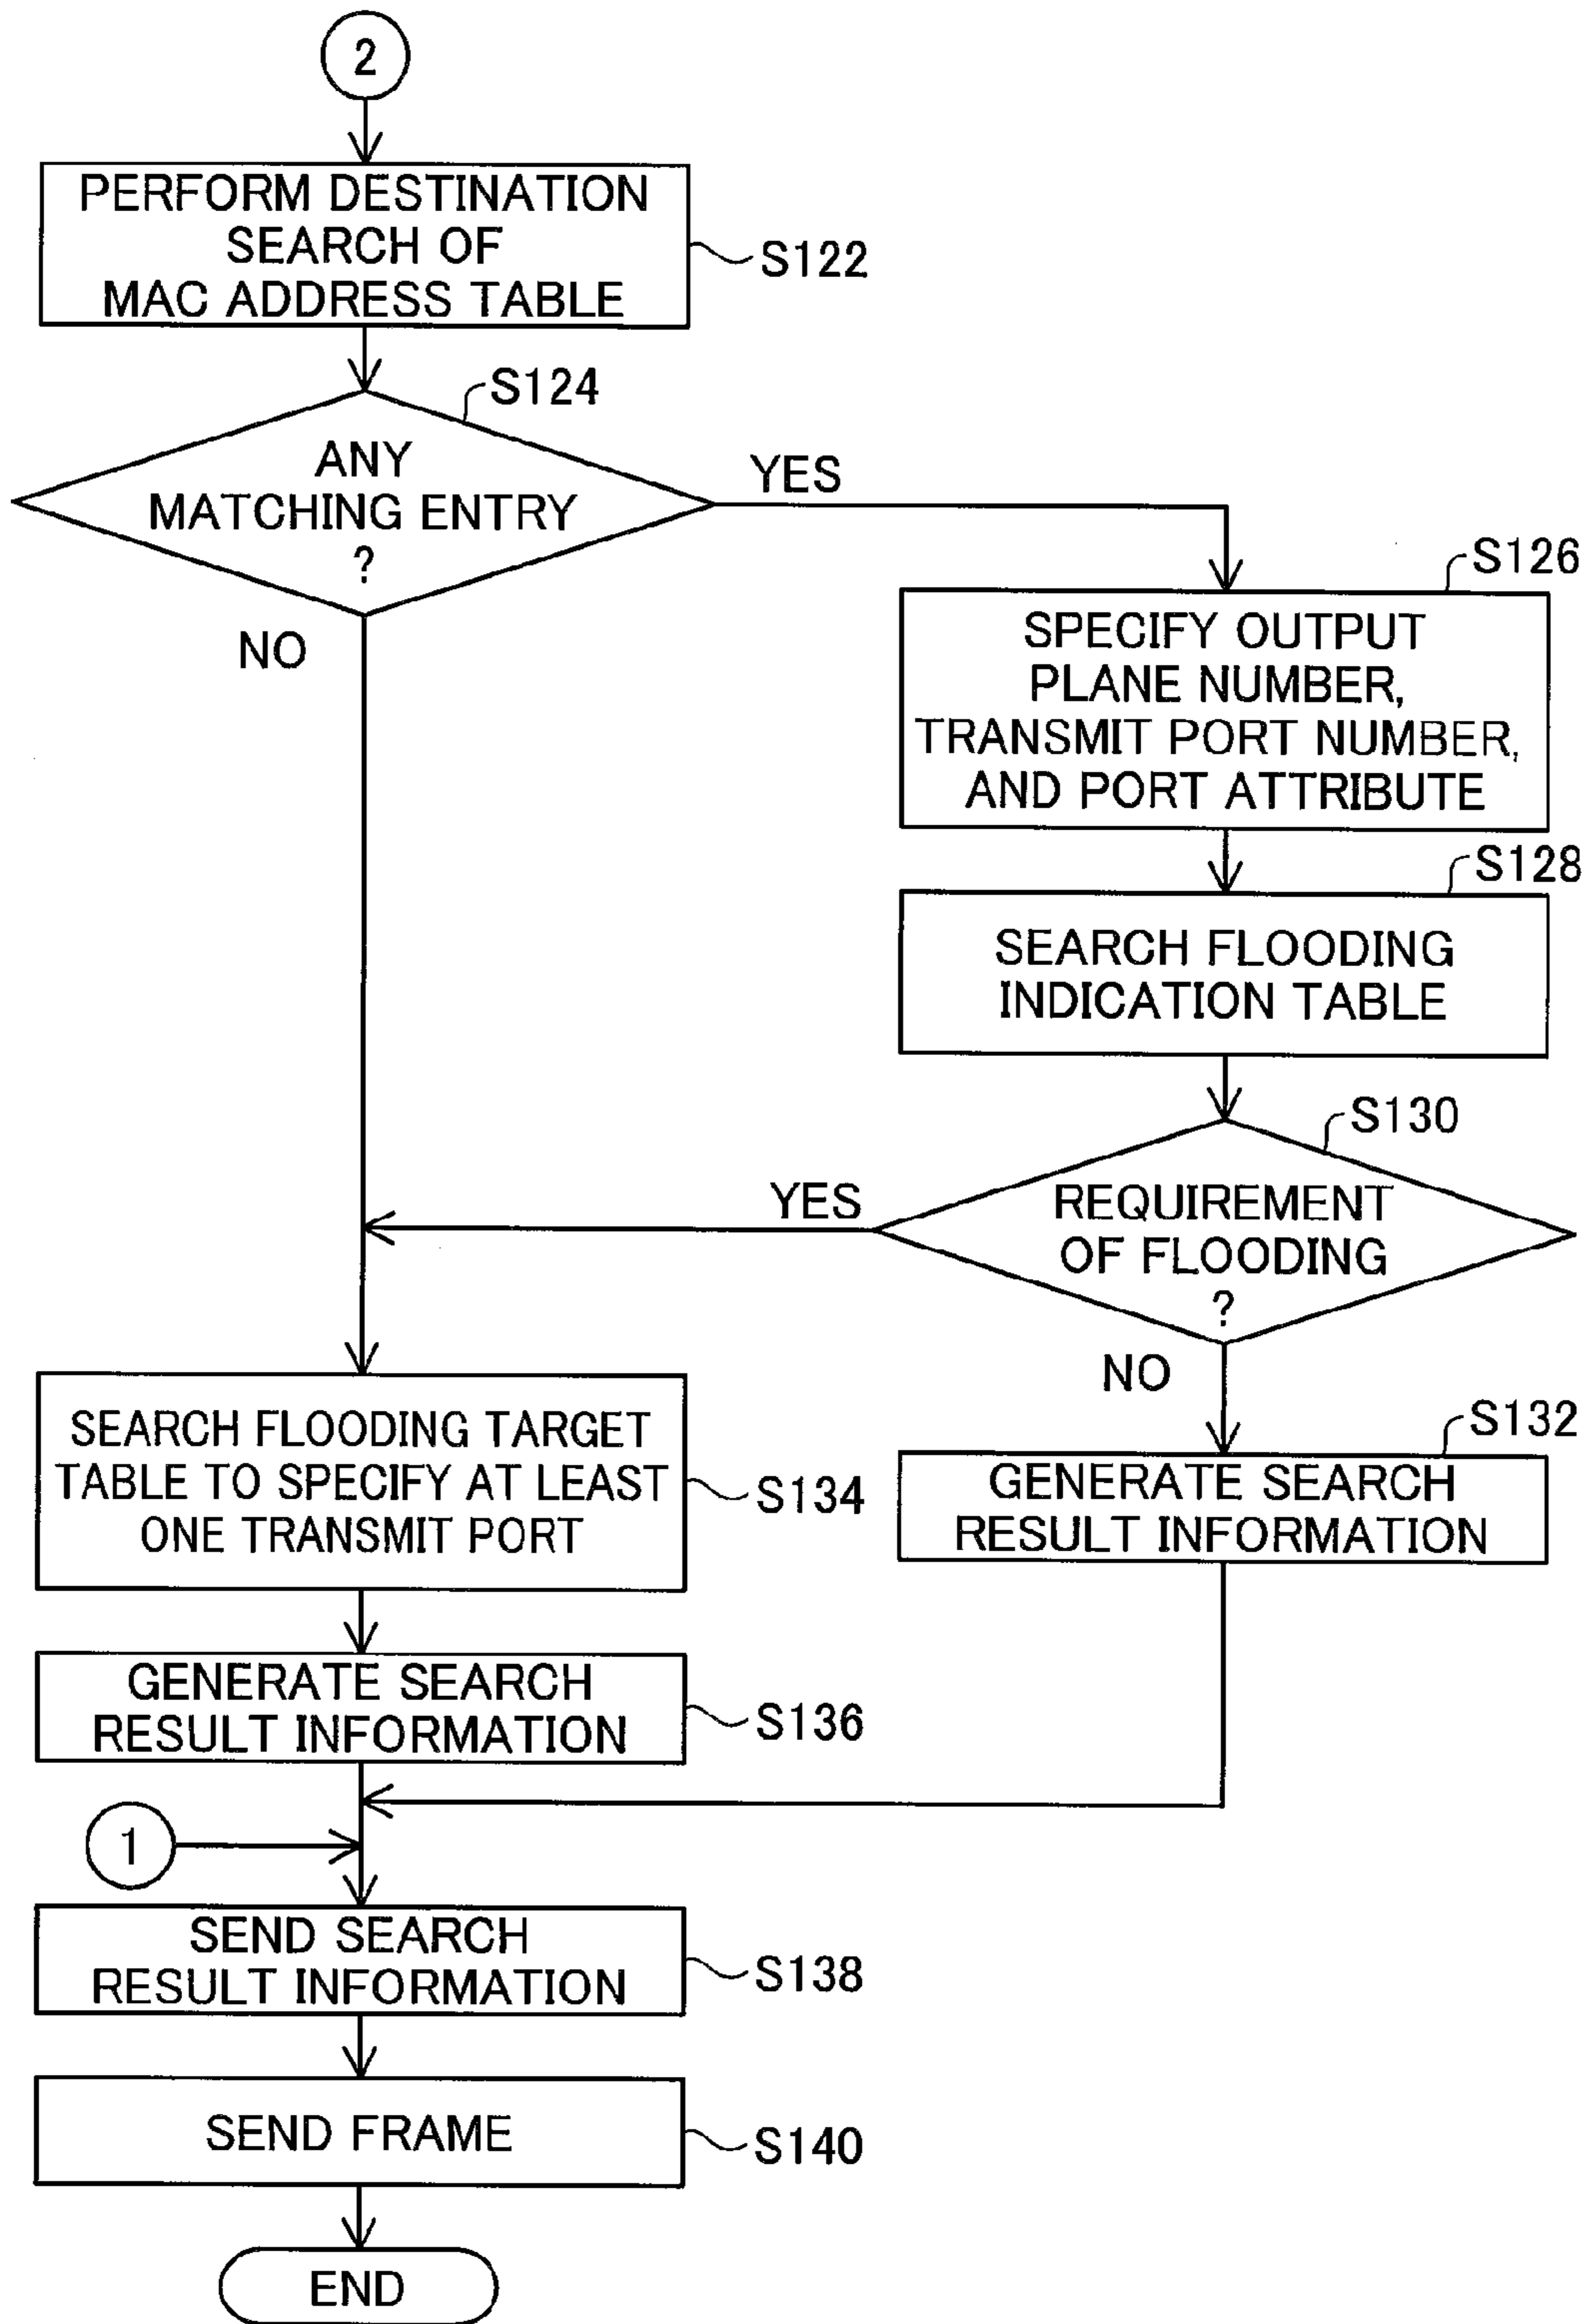 2
PERFORM DESTINATION
SEARCH OF
MAC ADDRESS TABLE
S122
S124
ANY
MATCHING ENTRY
?
YES
NO
S126
SPECIFY OUTPUT
PLANE NUMBER,
TRANSMIT PORT NUMBER,
AND PORT ATTRIBUTE
S128
SEARCH FLOODING
INDICATION TABLE
S130
REQUIREMENT
OF FLOODING
?
YES
NO
S132
GENERATE SEARCH
RESULT INFORMATION
SEARCH FLOODING TARGET
TABLE TO SPECIFY AT LEAST
ONE TRANSMIT PORT
S134
GENERATE SEARCH
RESULT INFORMATION
S136
1
SEND SEARCH
RESULT INFORMATION
S138
SEND FRAME
S140
END